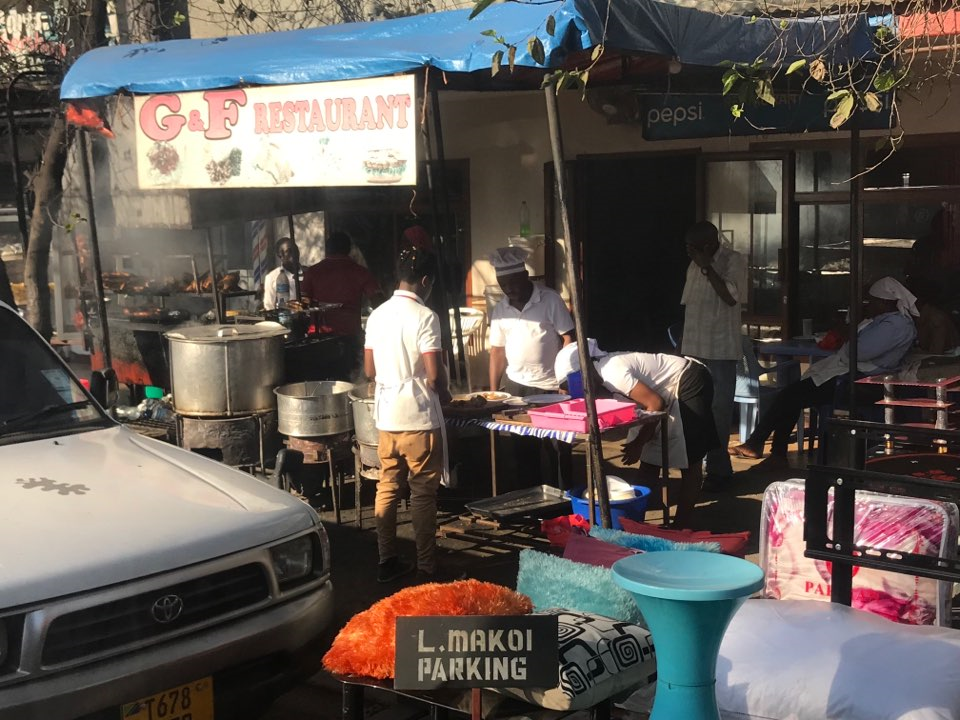 G&F RESTAURANT
pepsi
L.MAKOI
PARKING
T678